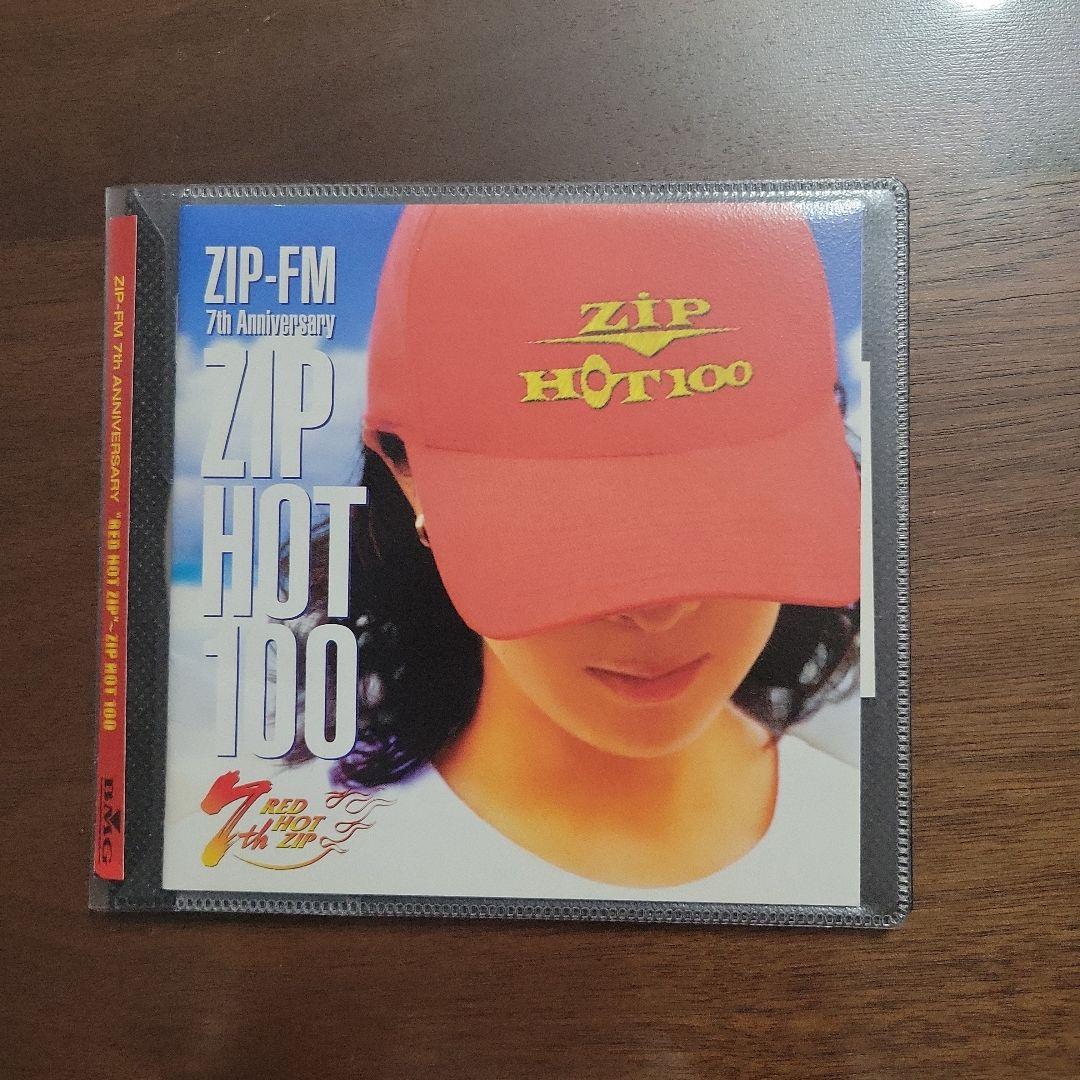 ZIP-FM
7th Anniversary
ZIP
HOT
100
ZiP
HOT100
7th
RED
HOT
ZIP
ZIP-FM 7th ANNIVERSARY "RED HOT ZIP"~ZIP HOT 100
BMG